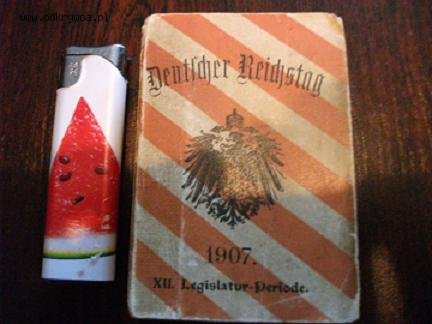 www.odkrywca.pl
Deutscher Reichstag
1907.
XII. Legislatur-Periode.